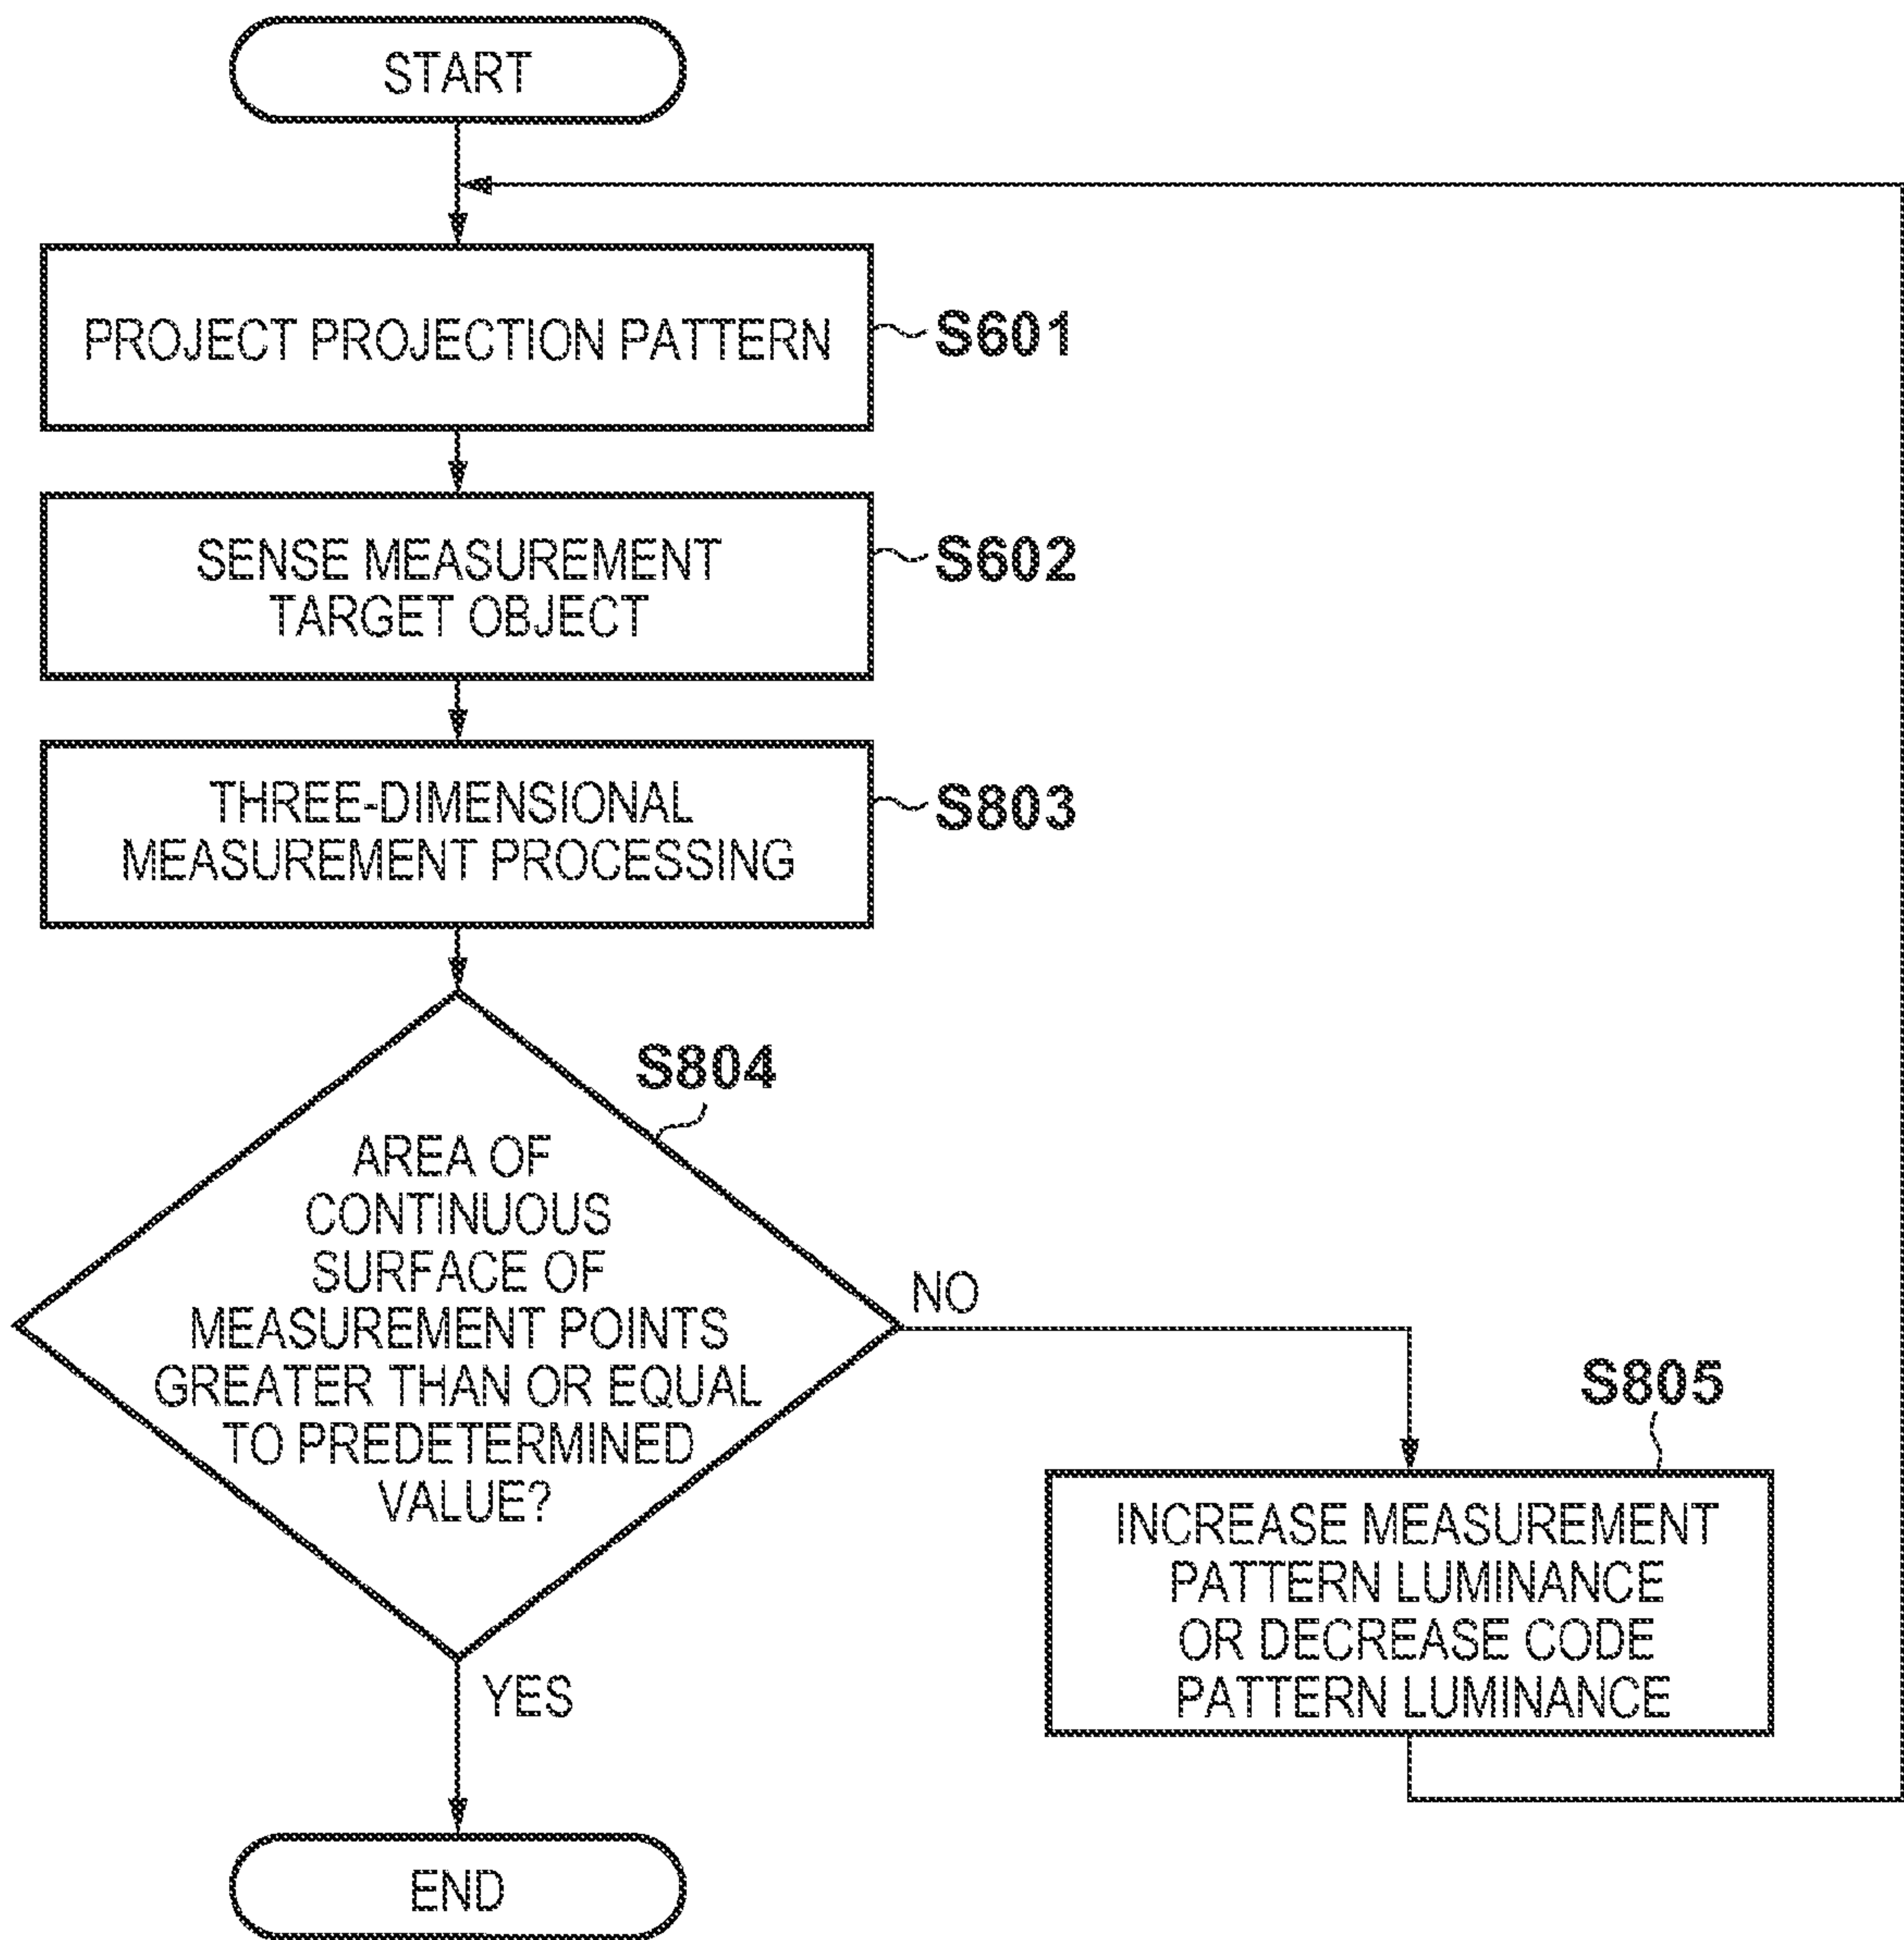 START
PROJECT PROJECTION PATTERN
S601
SENSE MEASUREMENT
TARGET OBJECT
S602
THREE-DIMENSIONAL
MEASUREMENT PROCESSING
S803
S804
AREA OF
CONTINUOUS
SURFACE OF
MEASUREMENT POINTS
GREATER THAN OR EQUAL
TO PREDETERMINED
VALUE?
NO
S805
INCREASE MEASUREMENT
PATTERN LUMINANCE
OR DECREASE CODE
PATTERN LUMINANCE
YES
END